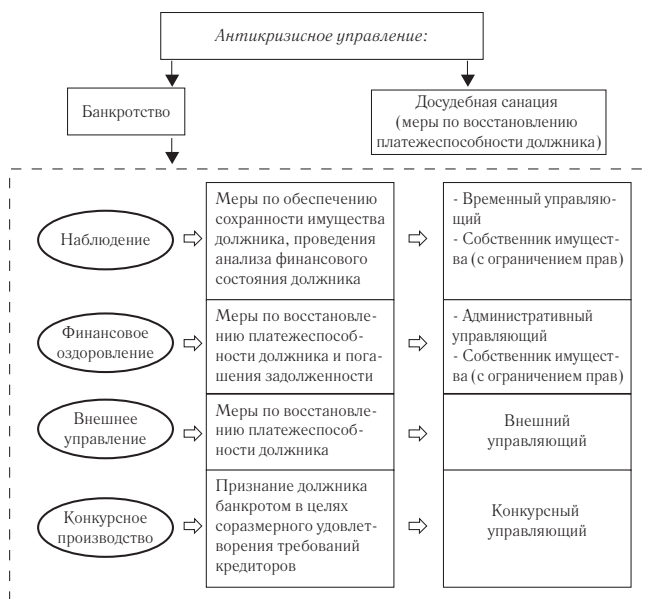 Антикризисное управление:
Банкротство
Досудебная санация
(меры по восстановлению
платежеспособности должника)
Наблюдение
Меры по обеспечению
сохранности имущества
должника, проведения
анализа финансового
состояния должника
- Временный управляю-
щий
- Собственник имущест-
ва (с ограничением прав)
Финансовое
оздоровление
Меры по восстановле-
нию платежеспособ-
ности должника и пога-
шения задолженности
- Административный
управляющий
- Собственник имущест-
ва (с ограничением прав)
Внешнее
управление
Меры по восстановле-
нию платежеспособ-
ности должника
Внешний
управляющий
Конкурсное
производство
Признание должника
банкротом в целях
соразмерного удовлет-
ворения требований
кредиторов
Конкурсный
управляющий